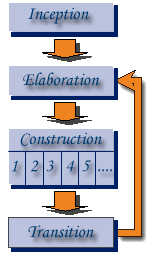 Inception
Elaboration
Construction
1 2 3 4 5 ....
Transition